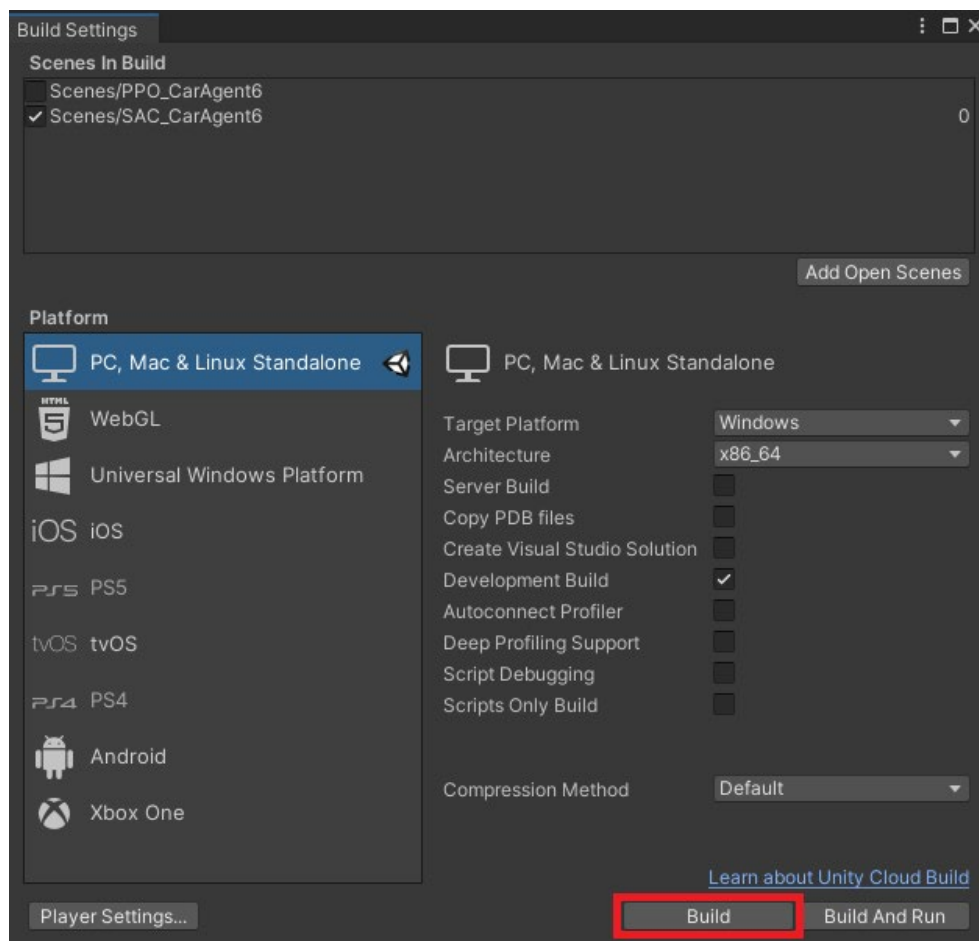 Build Settings
Scenes In Build
Scenes/PPO_CarAgent6
Scenes/SAC_CarAgent6 0
Add Open Scenes
Platform
PC, Mac & Linux Standalone
HTML 5 WebGL
Universal Windows Platform
iOS iOS
PS5 PS5
tvOS tvOS
PS4 PS4
Android
Xbox One
PC, Mac & Linux Standalone
Target Platform Windows
Architecture x86_64
Server Build
Copy PDB files
Create Visual Studio Solution
Development Build
Autoconnect Profiler
Deep Profiling Support
Script Debugging
Scripts Only Build
Compression Method Default
Learn about Unity Cloud Build
Player Settings... Build Build And Run